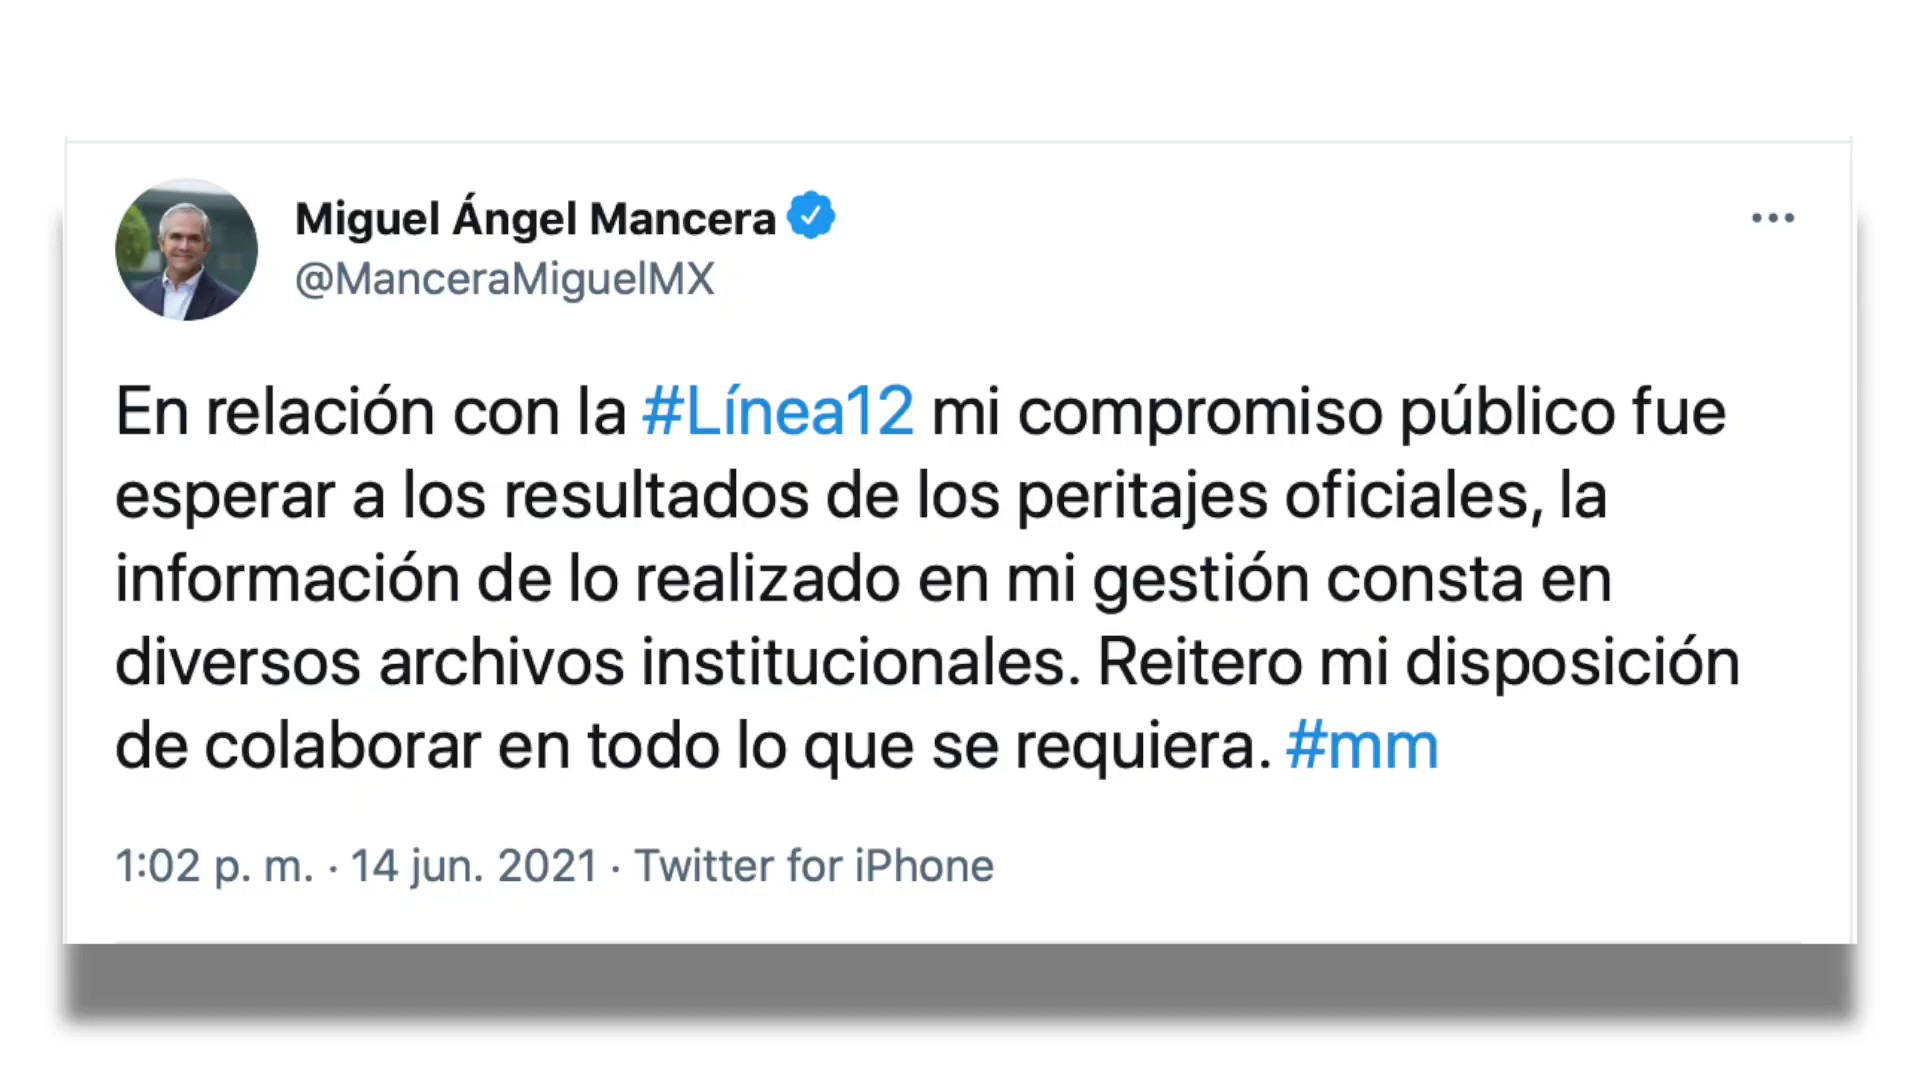 Miguel Ángel Mancera
@ManceraMiguelMX
En relación con la #Línea12 mi compromiso público fue
esperar a los resultados de los peritajes oficiales, la
información de lo realizado en mi gestión consta en
diversos archivos institucionales. Reitero mi disposición
de colaborar en todo lo que se requiera. #mm
1:02 p. m. · 14 jun. 2021 · Twitter for iPhone